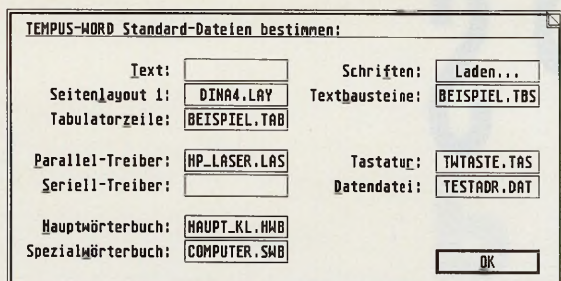 TEMPUS-WORD Standard-Dateien bestimmen:
Text: Schriften: Laden...
Seitenlayout 1: DINA4.LAY Textbausteine: BEISPIEL.TBS
Tabulatorzeile: BEISPIEL.TAB
Parallel-Treiber: HP_LASER.LAS Tastatur: TWTASTE.TAS
Seriell-Treiber: Datendatei: TESTADR.DAT
Hauptwörterbuch: HAUPT_KL.HWB
Spezialwörterbuch: COMPUTER.SWB
OK